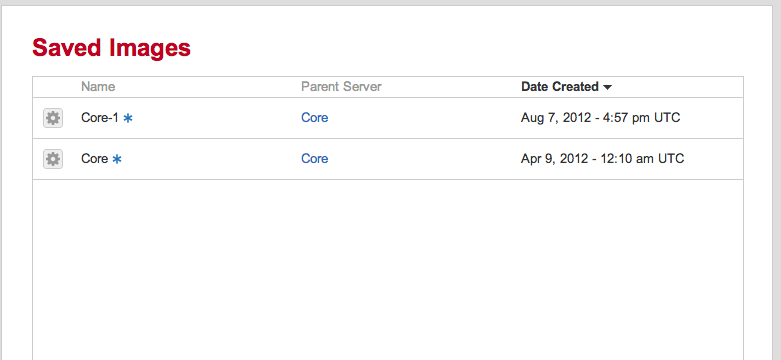 Saved Images
Name Parent Server Date Created
Core-1 * Core Aug 7, 2012 - 4:57 pm UTC
Core * Core Apr 9, 2012 - 12:10 am UTC